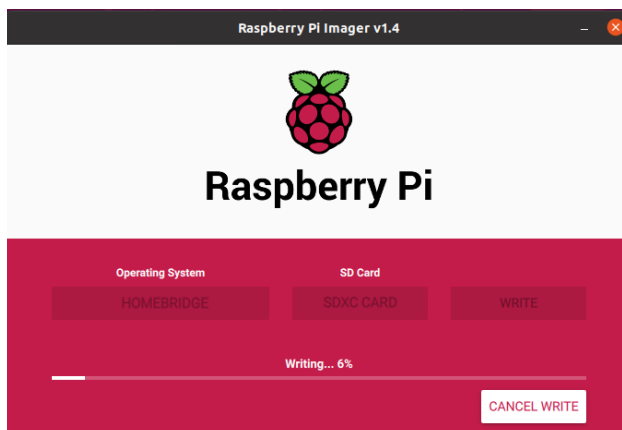 Raspberry Pi Imager v1.4
Raspberry Pi
Operating System
SD Card
HOMEBRIDGE
SDXC CARD
WRITE
Writing... 6%
CANCEL WRITE